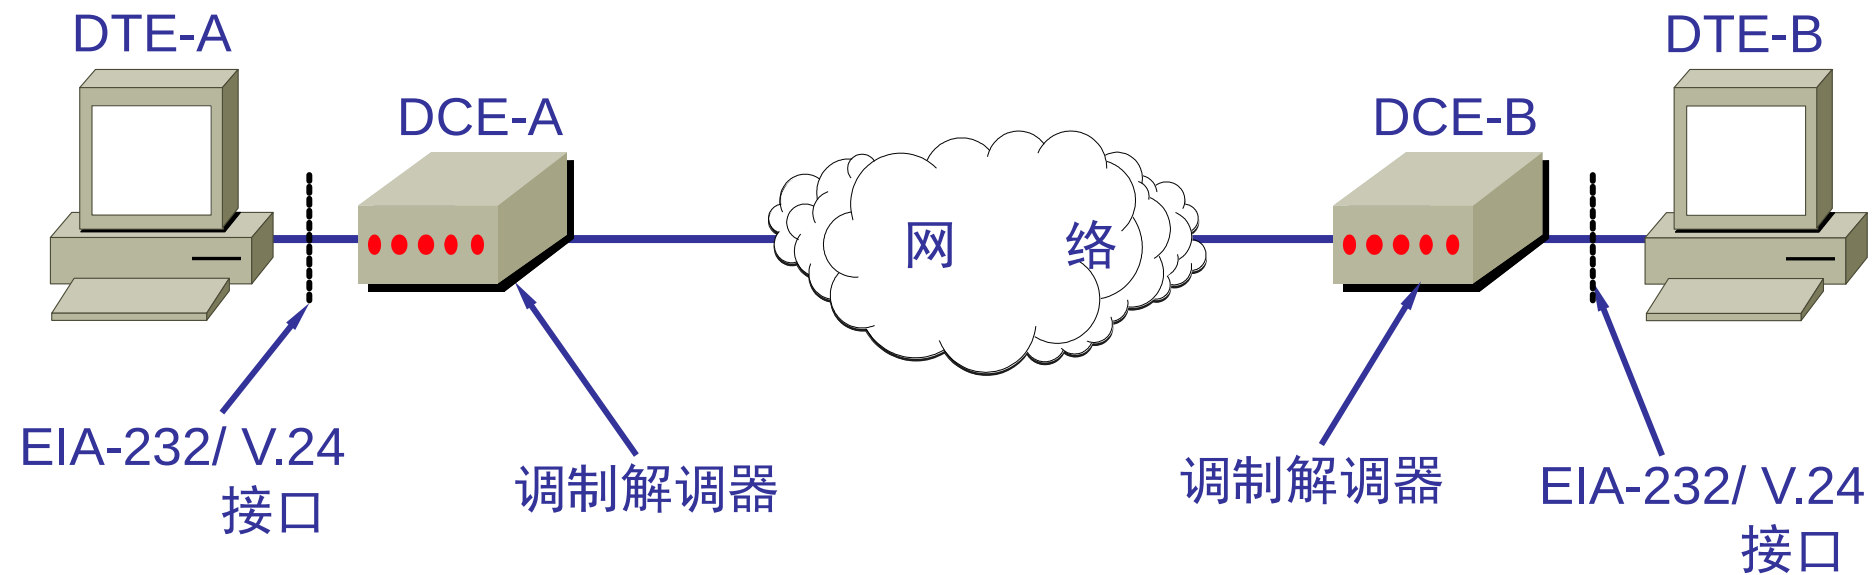 DTE-A
DTE-B
DCE-A
DCE-B
网 络
EIA-232/ V.24
接口
调制解调器
调制解调器
EIA-232/ V.24
接口